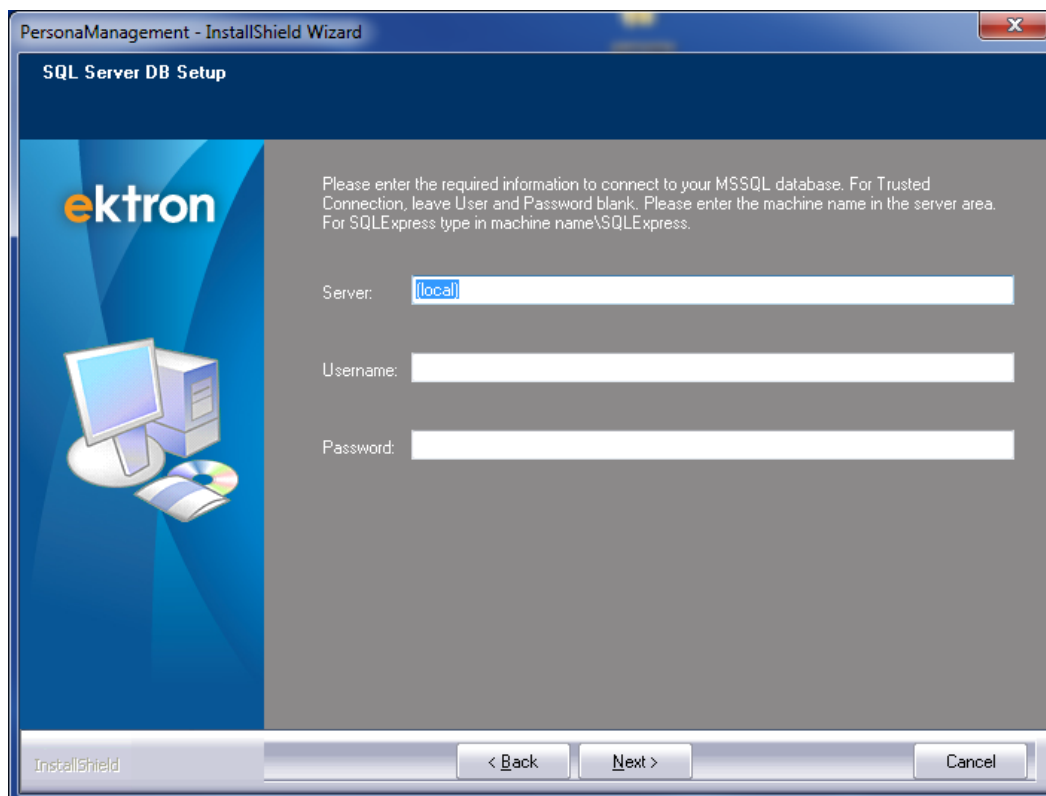 PersonaManagement - InstallShield Wizard
SQL Server DB Setup
ektron
Please enter the required information to connect to your MSSQL database. For Trusted
Connection, leave User and Password blank. Please enter the machine name in the server area.
For SQLExpress type in machine name\SQLExpress.
Server:
(local)
Username:
Password:
InstallShield
< Back
Next >
Cancel